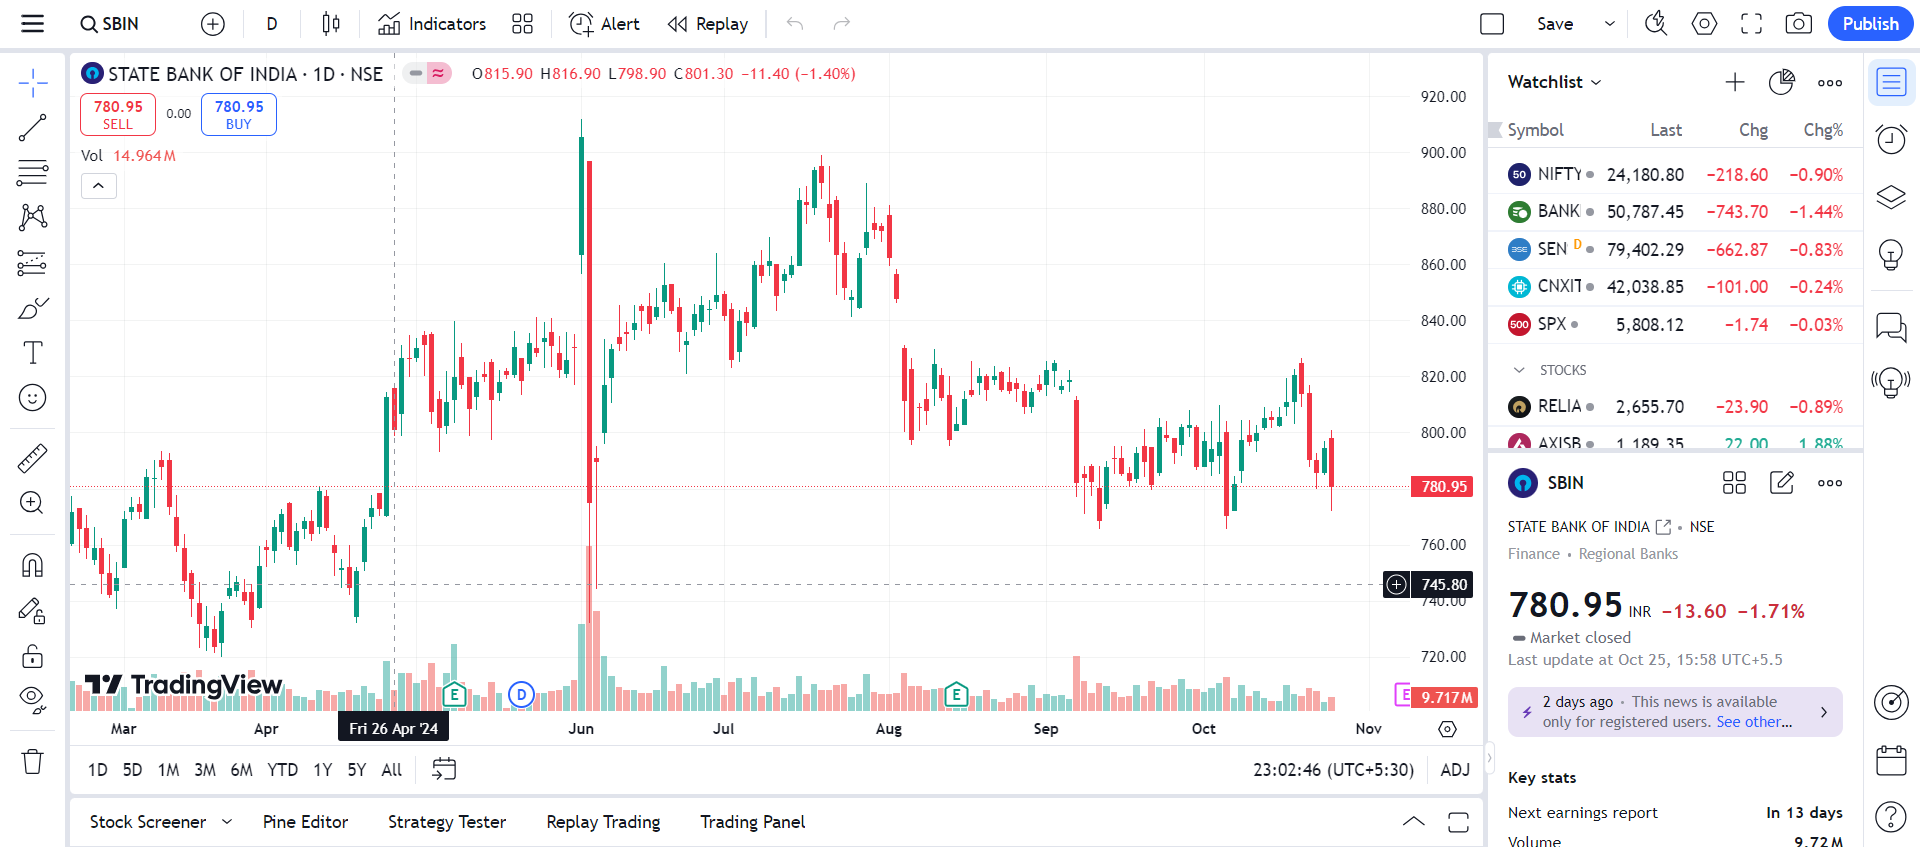 SBIN D Indicators Alert Replay Save Publish
STATE BANK OF INDIA · 1D · NSE O815.90 H816.90 L798.90 C801.30 −11.40 (−1.40%)
780.95 SELL 0.00 780.95 BUY
Vol 14.964M
920.00
900.00
880.00
860.00
840.00
820.00
800.00
780.95
760.00
745.80
740.00
720.00
9.717M
E D E E
TradingView
Mar Apr Fri 26 Apr '24 Jun Jul Aug Sep Oct Nov
1D 5D 1M 3M 6M YTD 1Y 5Y All 23:02:46 (UTC+5:30) ADJ
Stock Screener Pine Editor Strategy Tester Replay Trading Trading Panel
Watchlist
Symbol Last Chg Chg%
50 NIFTY 24,180.80 −218.60 −0.90%
BANK 50,787.45 −743.70 −1.44%
BSE SEN D 79,402.29 −662.87 −0.83%
CNXIT 42,038.85 −101.00 −0.24%
500 SPX 5,808.12 −1.74 −0.03%
STOCKS
RELIA 2,655.70 −23.90 −0.89%
AXISB 1,189.35 22.00 1.88%
SBIN
STATE BANK OF INDIA • NSE
Finance • Regional Banks
780.95 INR −13.60 −1.71%
Market closed
Last update at Oct 25, 15:58 UTC+5.5
2 days ago · This news is available
only for registered users. See other...
Key stats
Next earnings report In 13 days
Volume 9.72M